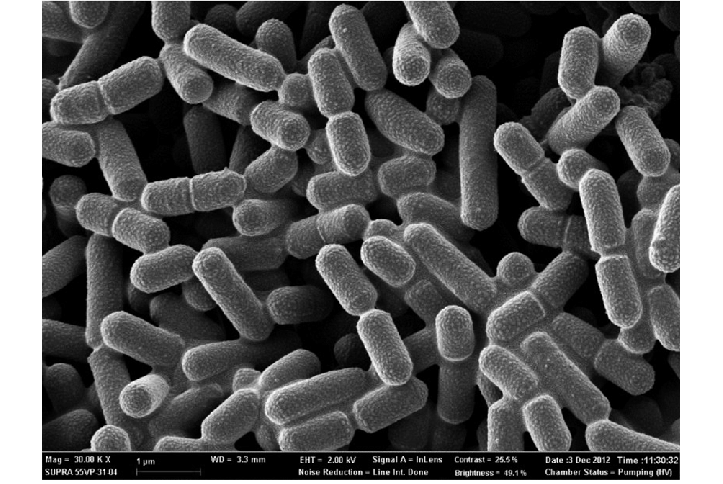 Mag = 30.00 K X 1 µm WD = 3.3 mm EHT = 2.00 kV Signal A = InLens Contrast = 25.5 % Date :3 Dec 2012 Time :11:30:32
SUPRA 55VP-31-84 Noise Reduction = Line Int. Done Brightness = 49.1 % Chamber Status = Pumping (HV)